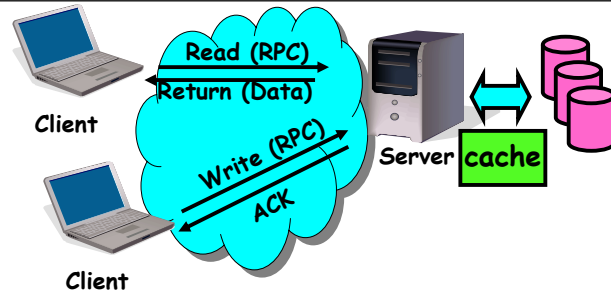 Read (RPC)
Return (Data)
Client
Write (RPC)
ACK
Server
cache
Client